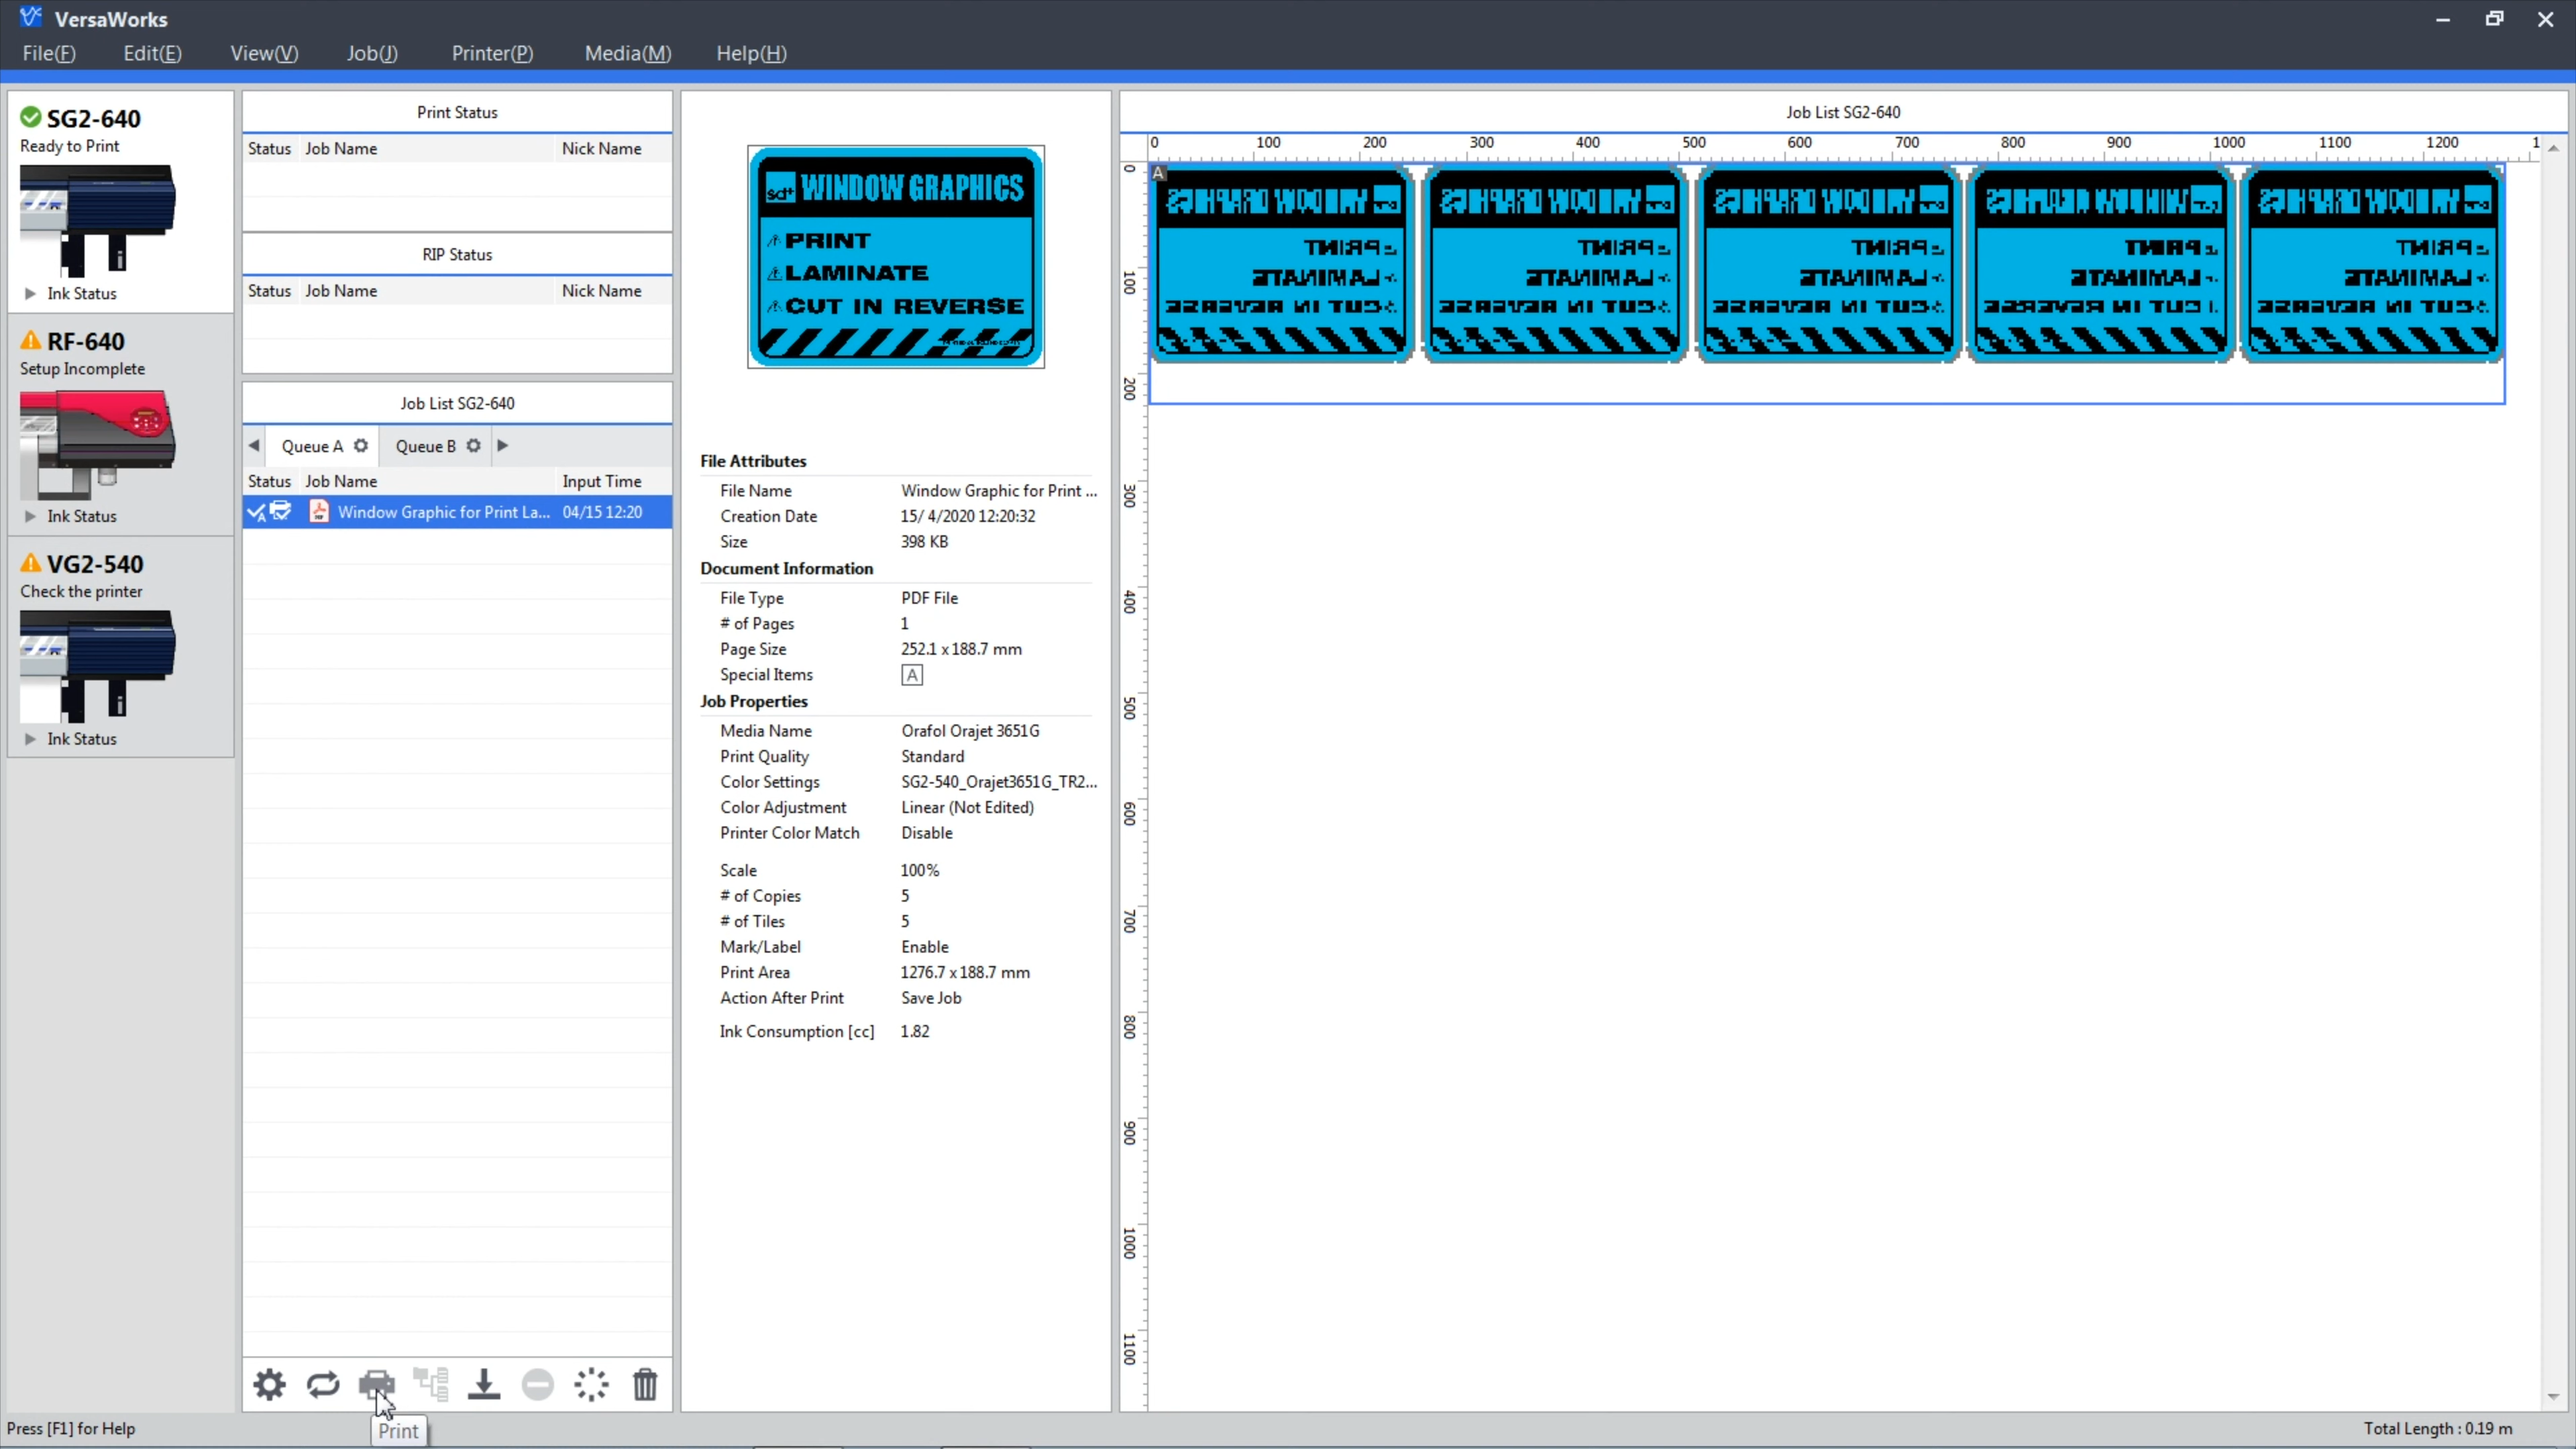 VersaWorks
File(F) Edit(E) View(V) Job(J) Printer(P) Media(M) Help(H)
SG2-640
Ready to Print
Ink Status
RF-640
Setup Incomplete
Ink Status
VG2-540
Check the printer
Ink Status
Print Status
Status Job Name Nick Name
RIP Status
Status Job Name Nick Name
Job List SG2-640
Queue A Queue B
Status Job Name Input Time
Window Graphic for Print La... 04/15 12:20
Print
sdt+ WINDOW GRAPHICS
PRINT
LAMINATE
CUT IN REVERSE
File Attributes
File Name Window Graphic for Print ...
Creation Date 15/ 4/2020 12:20:32
Size 398 KB
Document Information
File Type PDF File
# of Pages 1
Page Size 252.1 x 188.7 mm
Special Items A
Job Properties
Media Name Orafol Orajet 3651G
Print Quality Standard
Color Settings SG2-540_Orajet3651G_TR2...
Color Adjustment Linear (Not Edited)
Printer Color Match Disable
Scale 100%
# of Copies 5
# of Tiles 5
Mark/Label Enable
Print Area 1276.7 x 188.7 mm
Action After Print Save Job
Ink Consumption [cc] 1.82
Job List SG2-640
0 100 200 300 400 500 600 700 800 900 1000 1100 1200 1
A
0
100
200
300
400
500
600
700
800
900
1000
1100
Press [F1] for Help
Total Length : 0.19 m